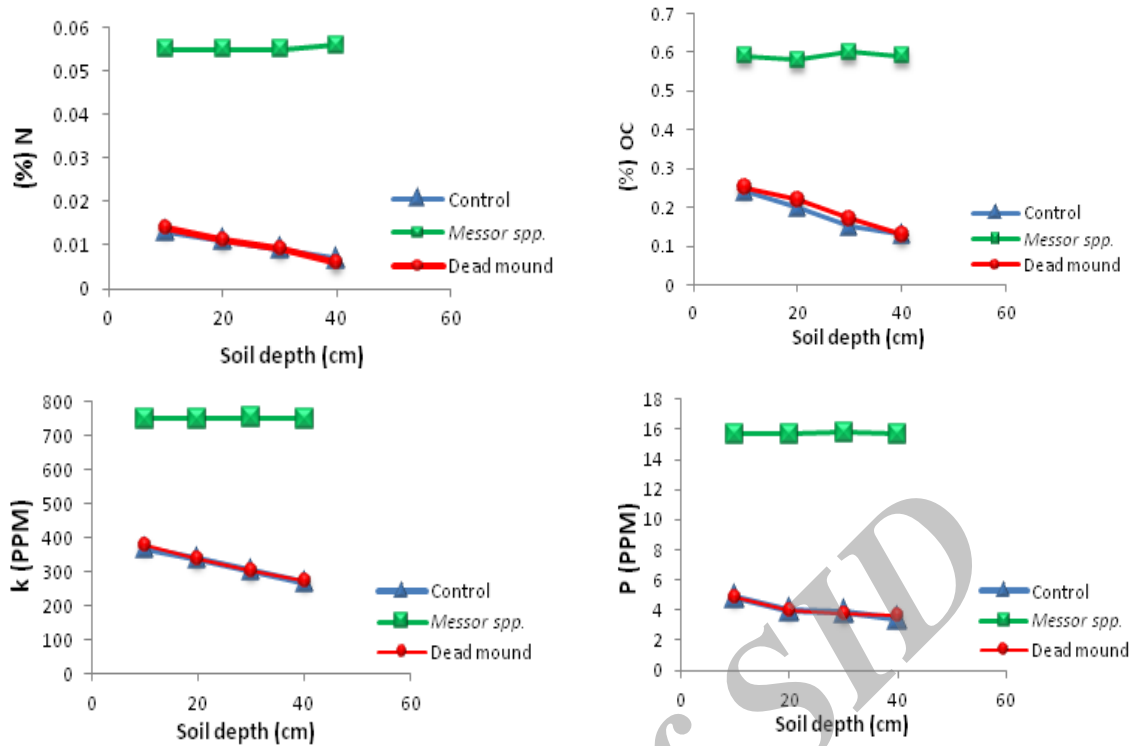 0.06
0.05
0.04
0.03
0.02
0.01
0
(%) N
0 20 40 60
Soil depth (cm)
Control
Messor spp.
Dead mound
0.7
0.6
0.5
0.4
0.3
0.2
0.1
0
(%) OC
0 20 40 60
Soil depth (cm)
Control
Messor spp.
Dead mound
800
700
600
500
400
300
200
100
0
k (PPM)
0 20 40 60
Soil depth (cm)
Control
Messor spp.
Dead mound
18
16
14
12
10
8
6
4
2
0
P (PPM)
0 20 40 60
Soil depth (cm)
Control
Messor spp.
Dead mound
SID